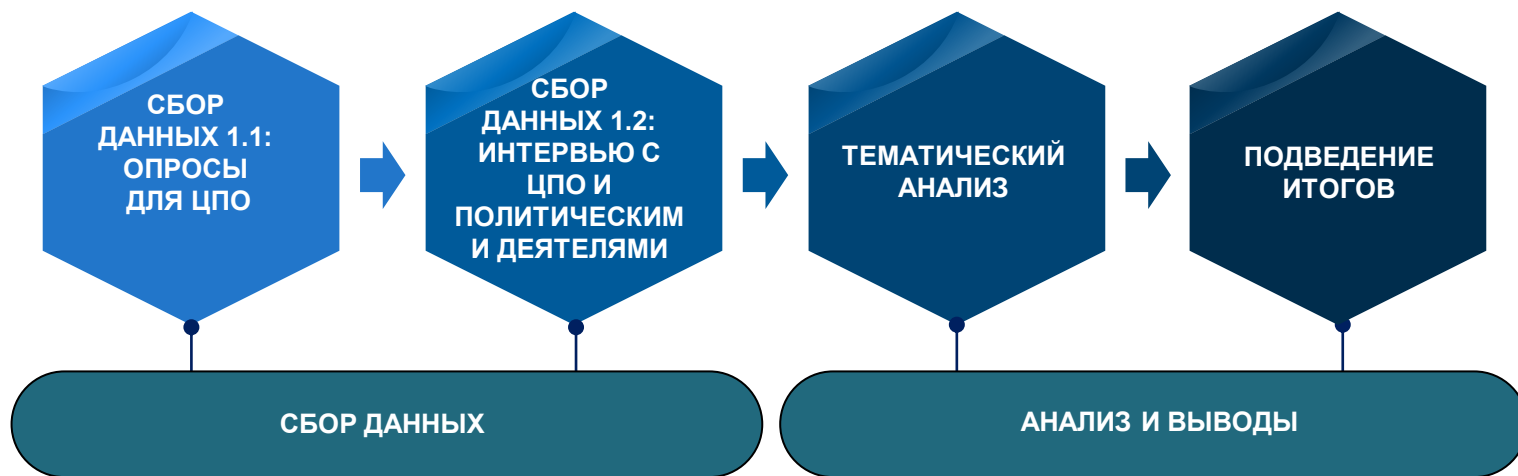 СБОР
ДАННЫХ 1.1:
ОПРОСЫ
ДЛЯ ЦПО
СБОР
ДАННЫХ 1.2:
ИНТЕРВЬЮ С
ЦПО И
ПОЛИТИЧЕСКИМ
И ДЕЯТЕЛЯМИ
ТЕМАТИЧЕСКИЙ
АНАЛИЗ
ПОДВЕДЕНИЕ
ИТОГОВ
СБОР ДАННЫХ
АНАЛИЗ И ВЫВОДЫ